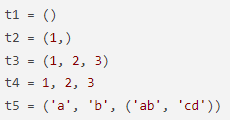 t1 = ()
t2 = (1,)
t3 = (1, 2, 3)
t4 = 1, 2, 3
t5 = ('a', 'b', ('ab', 'cd'))